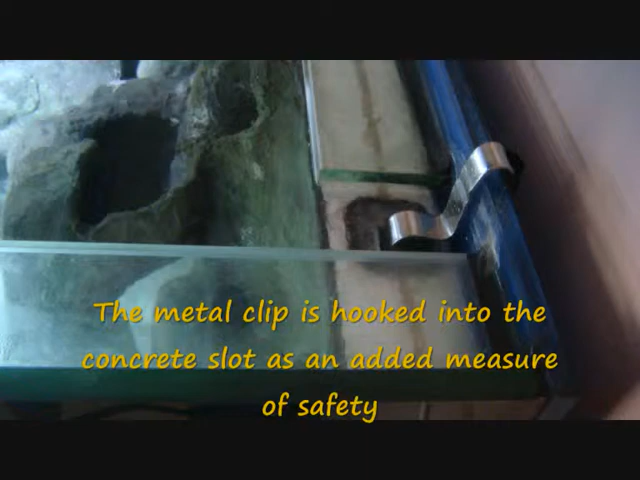 The metal clip is hooked into the
concrete slot as an added measure
of safety